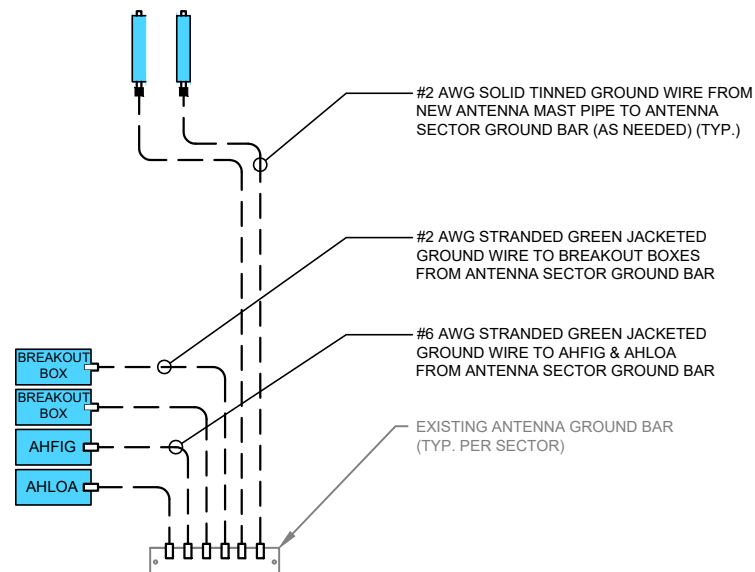 #2 AWG SOLID TINNED GROUND WIRE FROM
NEW ANTENNA MAST PIPE TO ANTENNA
SECTOR GROUND BAR (AS NEEDED) (TYP.)
#2 AWG STRANDED GREEN JACKETED
GROUND WIRE TO BREAKOUT BOXES
FROM ANTENNA SECTOR GROUND BAR
#6 AWG STRANDED GREEN JACKETED
GROUND WIRE TO AHFIG & AHLOA
FROM ANTENNA SECTOR GROUND BAR
BREAKOUT
BOX
BREAKOUT
BOX
AHFIG
AHLOA
EXISTING ANTENNA GROUND BAR
(TYP. PER SECTOR)